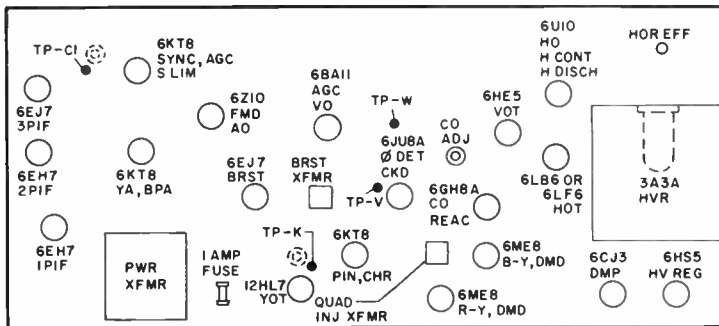 TP-CI
6KT8
SYNC, AGC
S LIM
6EJ7
3PIF
6EH7
2PIF
6EH7
1PIF
6KT8
YA, BPA
6Z10
FMD
AO
6BA11
AGC
VO
TP-W
6EJ7
BRST
BRST
XFMR
TP-V
6JU8A
Ø DET
CKD
CO
ADJ
6HE5
VOT
6U10
HO
H CONT
H DISCH
HOR EFF
6LB6 OR
6LF6
HOT
3A3A
HVR
6GH8A
CO
REAC
TP-K
6KT8
PIN, CHR
6ME8
B-Y, DMD
PWR
XFMR
1 AMP
FUSE
12HL7
YOT
QUAD
INJ XFMR
6ME8
R-Y, DMD
6CJ3
DMP
6HS5
HV REG